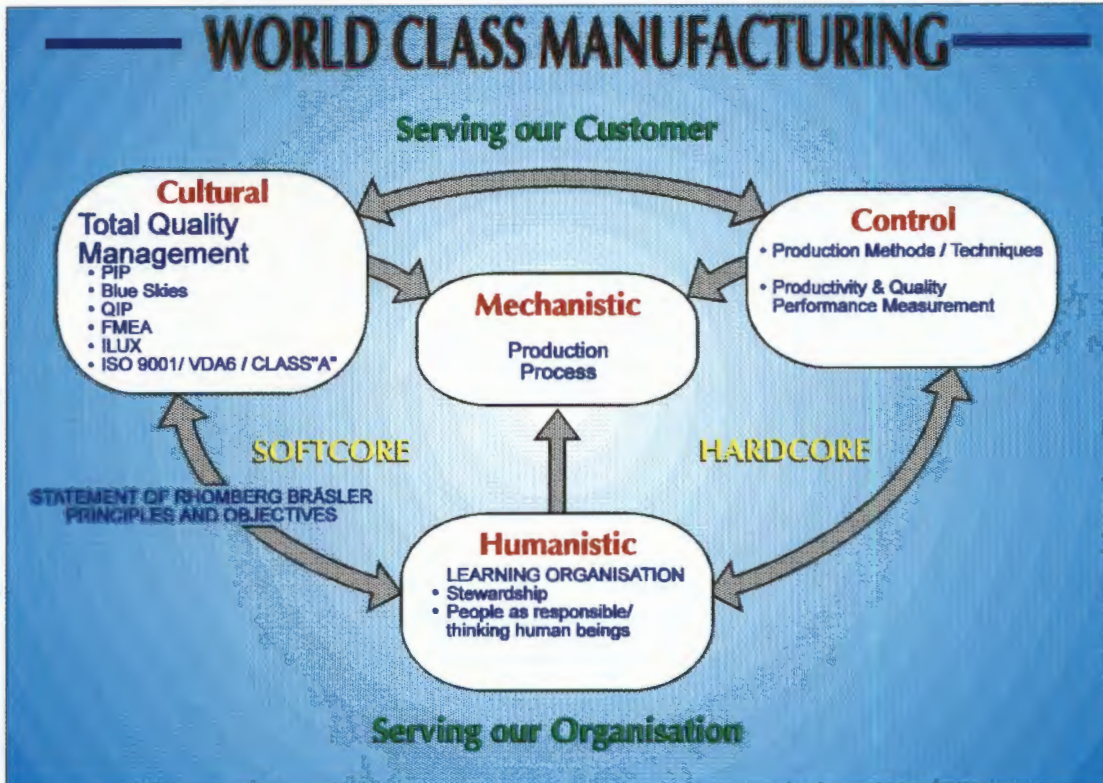 WORLD CLASS MANUFACTURING
Serving our Customer
Cultural
Total Quality
Management
• PIP
• Blue Skies
• QIP
• FMEA
• ILUX
• ISO 9001/ VDA6 / CLASS"A"
Mechanistic
Production
Process
Control
• Production Methods / Techniques
• Productivity & Quality
Performance Measurement
SOFTCORE
HARDCORE
STATEMENT OF RHOMBERG BRÄSLER
PRINCIPLES AND OBJECTIVES
Humanistic
LEARNING ORGANISATION
• Stewardship
• People as responsible/
thinking human beings
Serving our Organisation